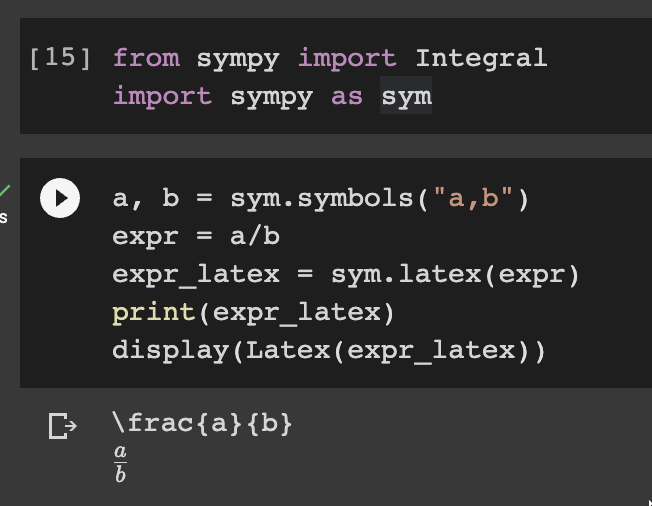 [15] from sympy import Integral
import sympy as sym
s
a, b = sym.symbols("a,b")
expr = a/b
expr_latex = sym.latex(expr)
print(expr_latex)
display(Latex(expr_latex))
\frac{a}{b}
a
b